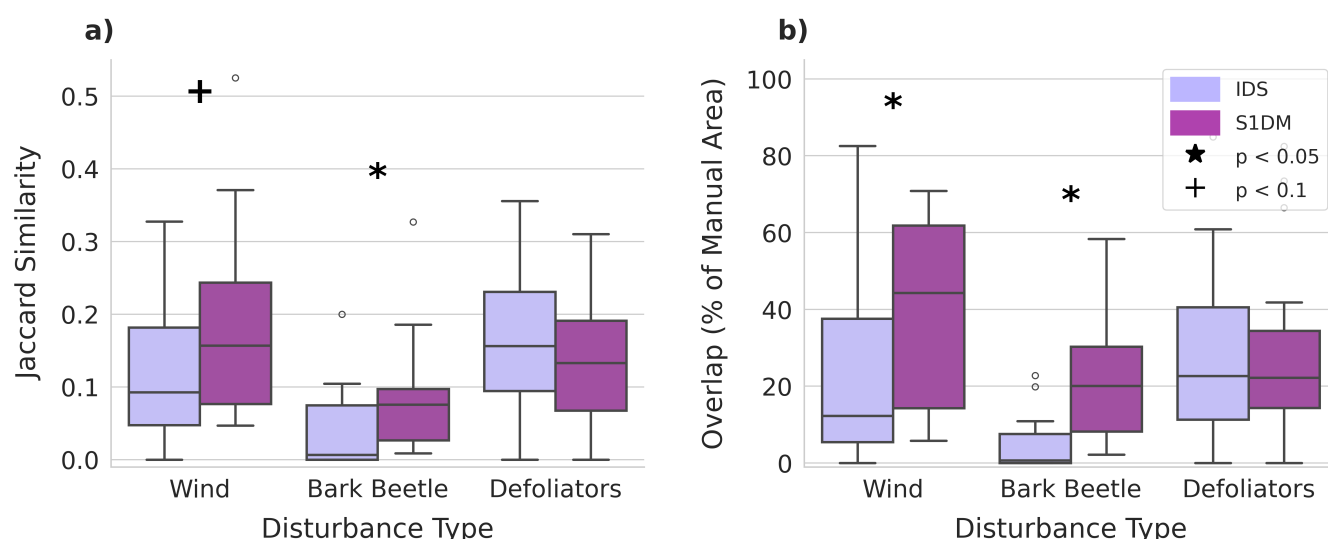 a)
Jaccard Similarity
0.5
0.4
0.3
0.2
0.1
0.0
Wind
Bark Beetle
Defoliators
Disturbance Type
b)
Overlap (% of Manual Area)
100
80
60
40
20
0
Wind
Bark Beetle
Defoliators
Disturbance Type
IDS
S1DM
p < 0.05
p < 0.1